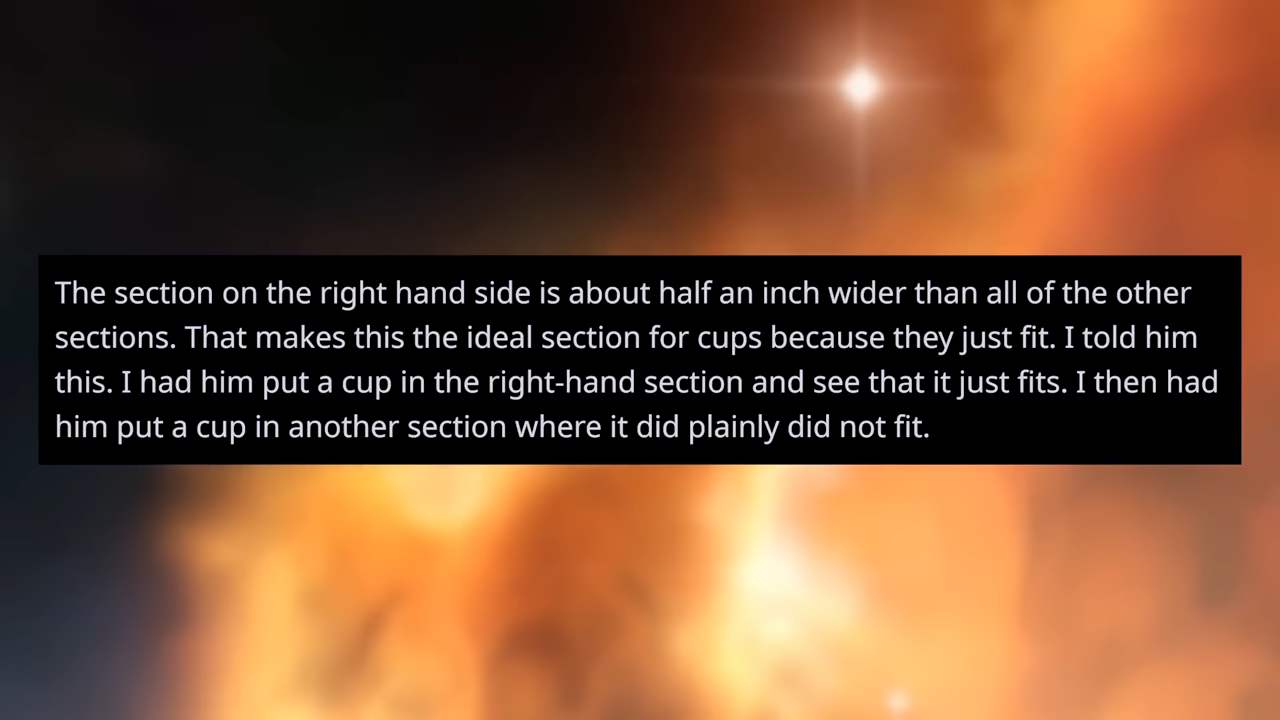 The section on the right hand side is about half an inch wider than all of the other
sections. That makes this the ideal section for cups because they just fit. I told him
this. I had him put a cup in the right-hand section and see that it just fits. I then had
him put a cup in another section where it did plainly did not fit.